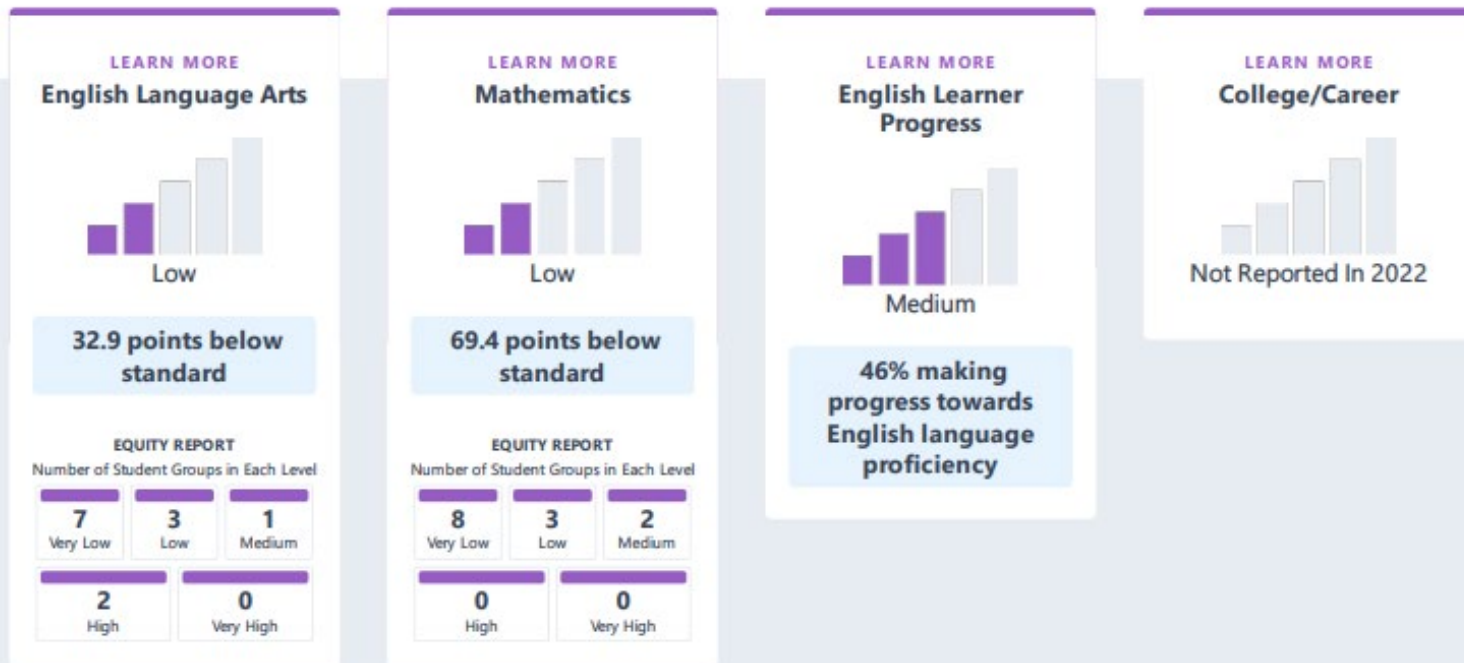 LEARN MORE
English Language Arts
Low
32.9 points below
standard
EQUITY REPORT
Number of Student Groups in Each Level
7
Very Low
3
Low
1
Medium
2
High
0
Very High
LEARN MORE
Mathematics
Low
69.4 points below
standard
EQUITY REPORT
Number of Student Groups in Each Level
8
Very Low
3
Low
2
Medium
0
High
0
Very High
LEARN MORE
English Learner
Progress
Medium
46% making
progress towards
English language
proficiency
LEARN MORE
College/Career
Not Reported In 2022